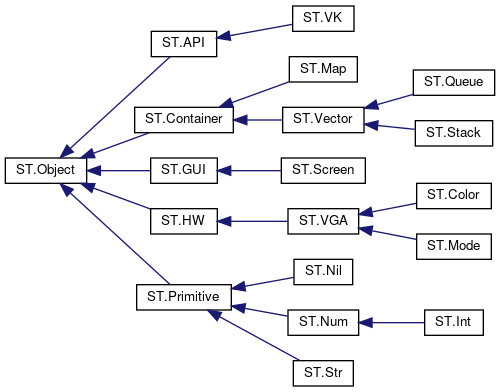 ST.VK
ST.API
ST.Map
ST.Queue
ST.Container
ST.Vector
ST.Stack
ST.Object
ST.GUI
ST.Screen
ST.Color
ST.HW
ST.VGA
ST.Mode
ST.Nil
ST.Primitive
ST.Num
ST.Int
ST.Str